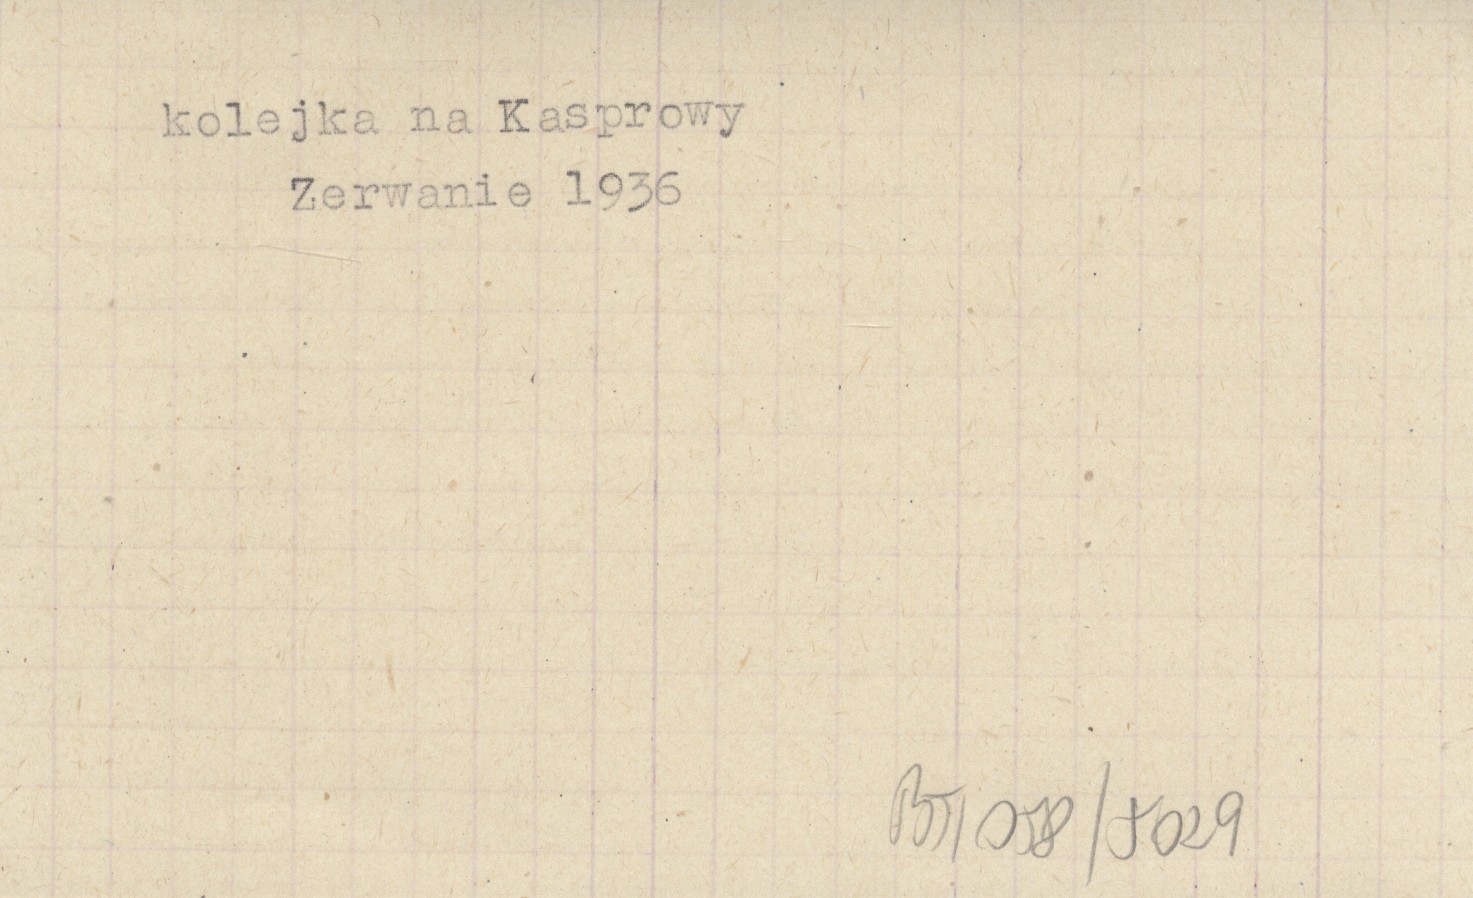 kolejka na Kasprowy
Zerwanie 1936